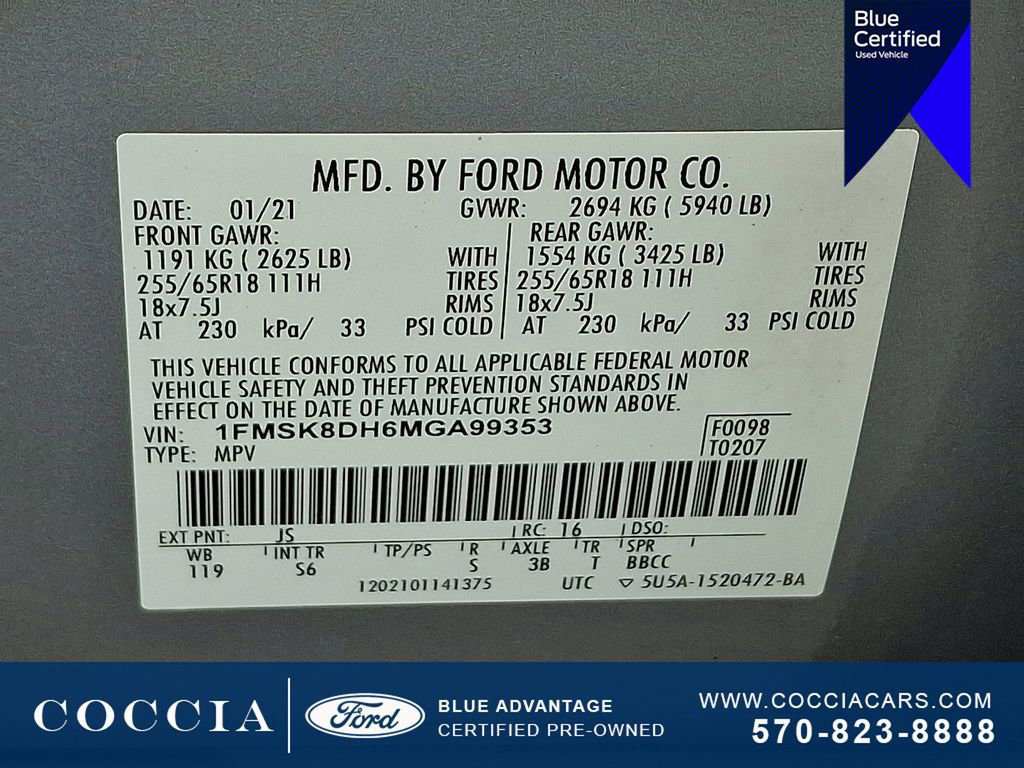 Blue
Certified
Used Vehicle
MFD. BY FORD MOTOR CO.
DATE: 01/21 GVWR: 2694 KG ( 5940 LB)
FRONT GAWR: REAR GAWR:
1191 KG ( 2625 LB) WITH 1554 KG ( 3425 LB) WITH
255/65R18 111H TIRES 255/65R18 111H TIRES
18x7.5J RIMS 18x7.5J RIMS
AT 230 kPa/ 33 PSI COLD AT 230 kPa/ 33 PSI COLD
THIS VEHICLE CONFORMS TO ALL APPLICABLE FEDERAL MOTOR
VEHICLE SAFETY AND THEFT PREVENTION STANDARDS IN
EFFECT ON THE DATE OF MANUFACTURE SHOWN ABOVE.
VIN: 1FMSK8DH6MGA99353 F0098
TYPE: MPV T0207
EXT PNT: JS RC: 16 DSO:
WB INT TR TP/PS R AXLE TR SPR
119 S6 S 3B T BBCC
1202101141375 UTC ▽ 5U5A-1520472-BA
COCCIA Ford BLUE ADVANTAGE
CERTIFIED PRE-OWNED
WWW.COCCIACARS.COM
570-823-8888